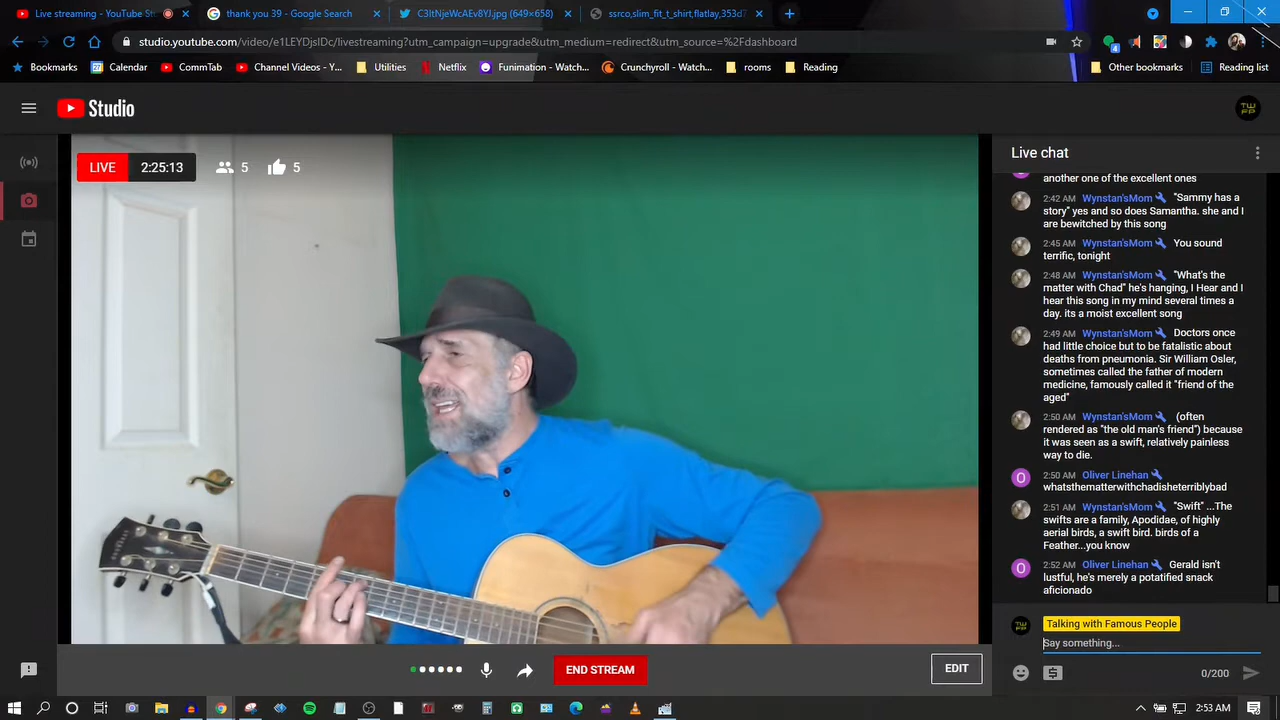 Live streaming - YouTube St
thank you 39 - Google Search
C3ItNjeWcAEv8YJ.jpg (649×658)
ssrco,slim_fit_t_shirt,flatlay,353d7
studio.youtube.com/video/e1LEYDjsIDc/livestreaming?utm_campaign=upgrade&utm_medium=redirect&utm_source=%2Fdashboard
Bookmarks
Calendar
CommTab
Channel Videos - Y...
Utilities
Netflix
Funimation - Watch...
Crunchyroll - Watch...
rooms
Reading
Other bookmarks
Reading list
Studio
TW
FP
LIVE
2:25:13
5
5
Live chat
another one of the excellent ones
2:42 AM Wynstan'sMom "Sammy has a
story" yes and so does Samantha. she and I
are bewitched by this song
2:45 AM Wynstan'sMom You sound
terrific, tonight
2:48 AM Wynstan'sMom "What's the
matter with Chad" he's hanging, I Hear and I
hear this song in my mind several times a
day. its a moist excellent song
2:49 AM Wynstan'sMom Doctors once
had little choice but to be fatalistic about
deaths from pneumonia. Sir William Osler,
sometimes called the father of modern
medicine, famously called it "friend of the
aged"
2:50 AM Wynstan'sMom (often
rendered as "the old man's friend") because
it was seen as a swift, relatively painless
way to die.
O
2:50 AM Oliver Linehan
whatsthematterwithchadisheterriblybad
2:51 AM Wynstan'sMom "Swift" ...The
swifts are a family, Apodidae, of highly
aerial birds, a swift bird. birds of a
Feather...you know
O
2:52 AM Oliver Linehan Gerald isn't
lustful, he's merely a potatified snack
aficionado
Talking with Famous People
Say something...
0/200
END STREAM
EDIT
2:53 AM